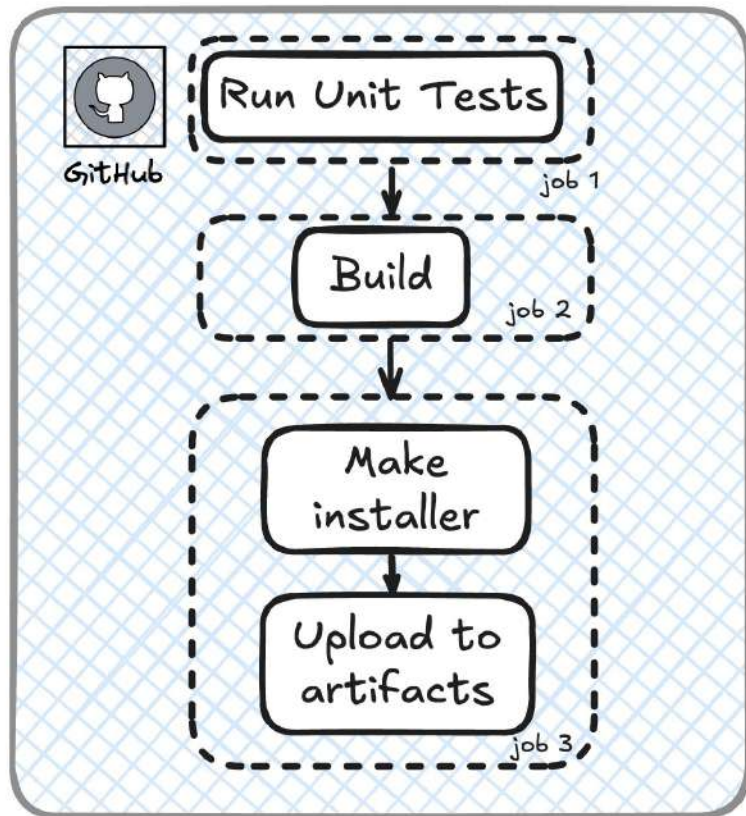 Run Unit Tests
GitHub
job 1
Build
job 2
Make
installer
Upload to
artifacts
job 3